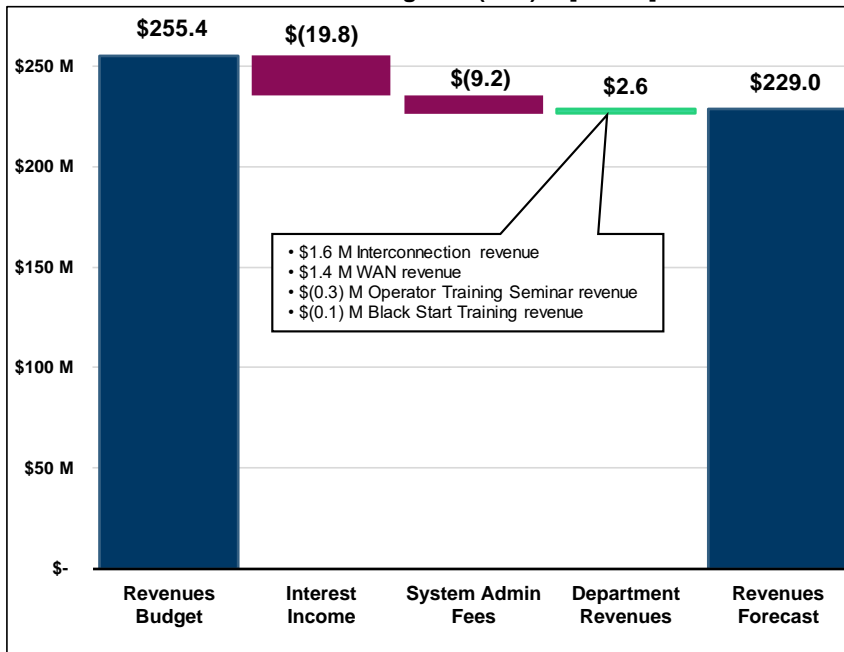 $255.4
$(19.8)
$(9.2)
$2.6
$229.0
$250 M
$200 M
$150 M
$100 M
$50 M
$-
• $1.6 M Interconnection revenue
• $1.4 M WAN revenue
• $(0.3) M Operator Training Seminar revenue
• $(0.1) M Black Start Training revenue
Revenues
Budget
Interest
Income
System Admin
Fees
Department
Revenues
Revenues
Forecast